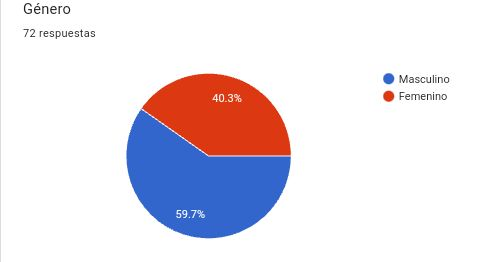 Género
72 respuestas
Masculino
Femenino
40.3%
59.7%